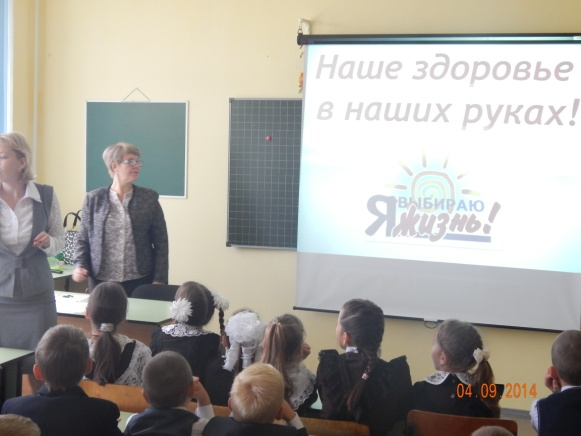 Наше здоровье
в наших руках!
ВЫБИРАЮ
Я жизнь!
04.09.2014